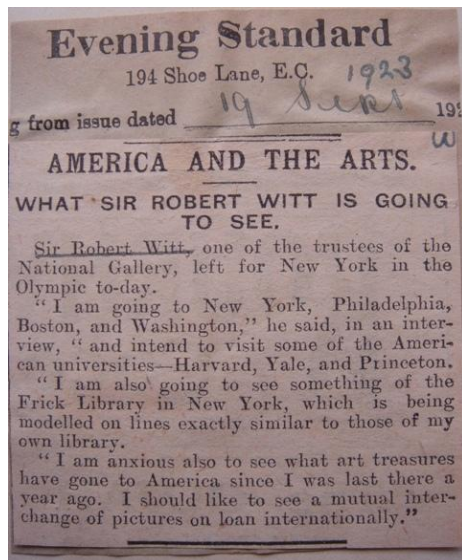 Evening Standard
194 Shoe Lane, E.C. 1923
g from issue dated 19 Sept 192
W
AMERICA AND THE ARTS.
WHAT SIR ROBERT WITT IS GOING
TO SEE.
Sir Robert Witt, one of the trustees of the
National Gallery, left for New York in the
Olympic to-day.
“ I am going to New York, Philadelphia,
Boston, and Washington,” he said, in an inter-
view, “ and intend to visit some of the Ameri-
can universities—Harvard, Yale, and Princeton.
“ I am also going to see something of the
Frick Library in New York, which is being
modelled on lines exactly similar to those of my
own library.
“ I am anxious also to see what art treasures
have gone to America since I was last there a
year ago. I should like to see a mutual inter-
change of pictures on loan internationally.”